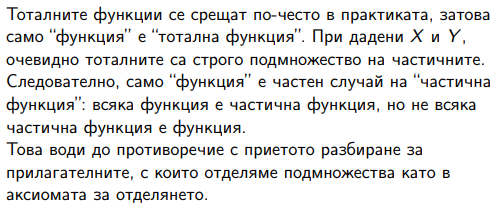 Тоталните функции се срещат по-често в практиката, затова
само “функция” е “тотална функция”. При дадени X и Y,
очевидно тоталните са строго подмножество на частичните.
Следователно, само “функция” е частен случай на “частична
функция”: всяка функция е частична функция, но не всяка
частична функция е функция.
Това води до противоречие с приетото разбиране за
прилагателните, с които отделяме подмножества като в
аксиомата за отделянето.